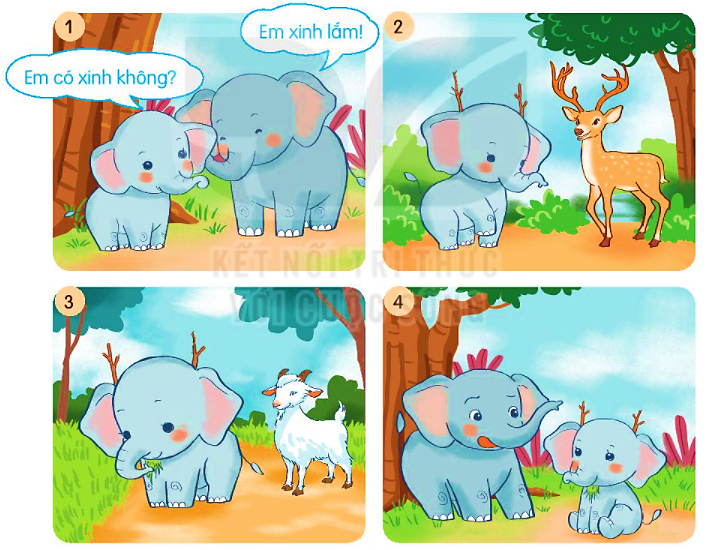 1
Em có xinh không?
Em xinh lắm!
2
KẾT NỐI TRI THỨC
VỚI CUỘC SỐNG
3
4